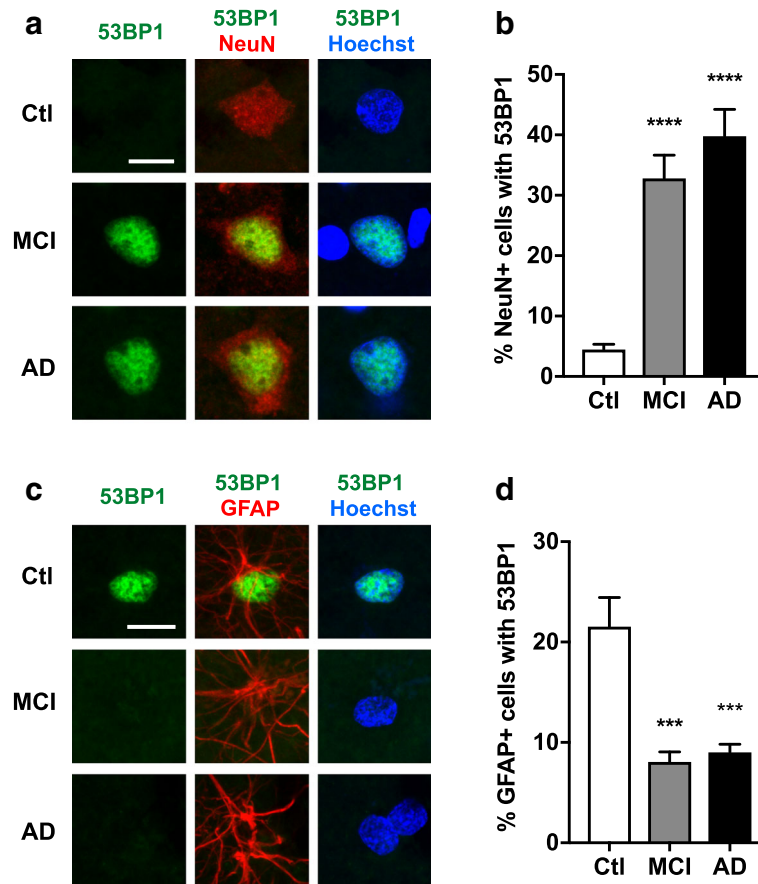 a
53BP1
53BP1
NeuN
53BP1
Hoechst
Ctl
MCI
AD
b
% NeuN+ cells with 53BP1
50
40
30
20
10
0
****
****
Ctl
MCI
AD
c
53BP1
53BP1
GFAP
53BP1
Hoechst
Ctl
MCI
AD
d
% GFAP+ cells with 53BP1
30
20
10
0
***
***
Ctl
MCI
AD